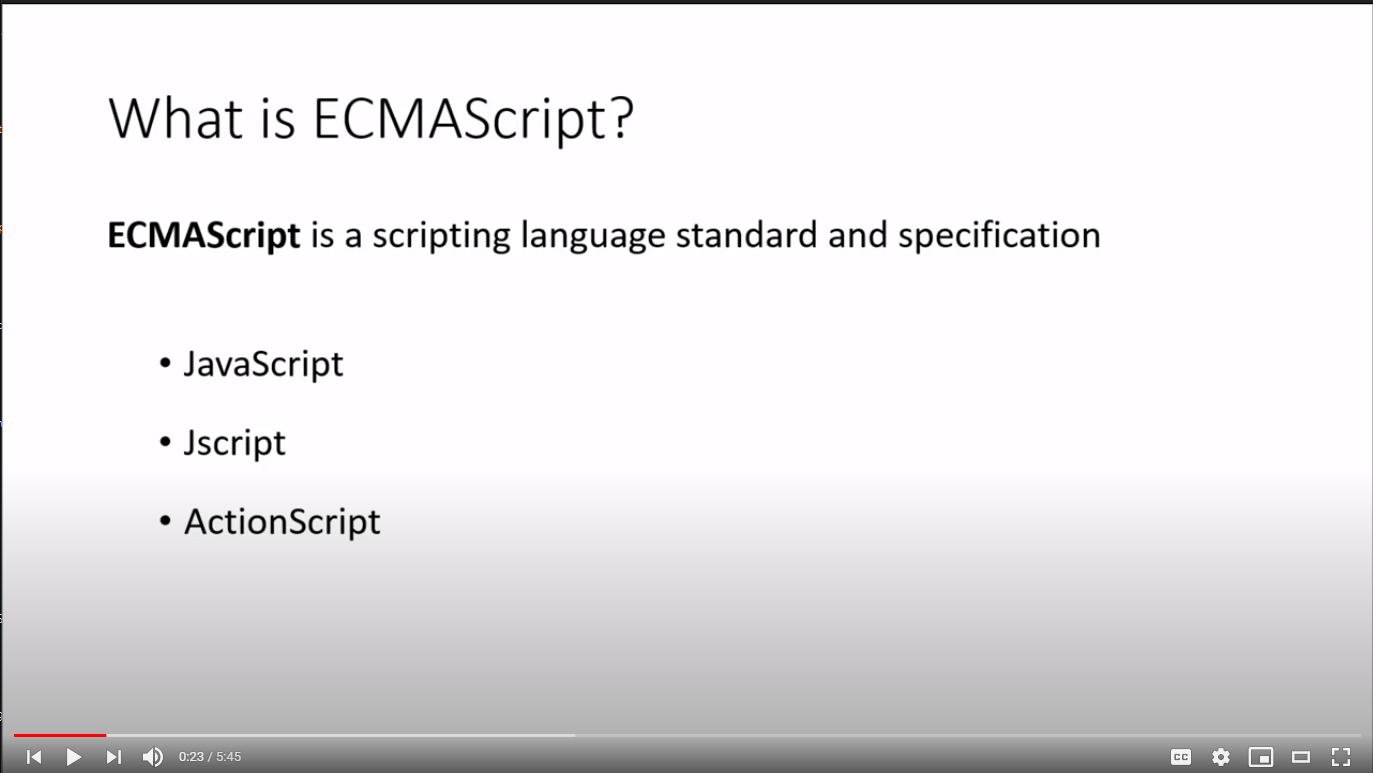 What is ECMAScript?
ECMAScript is a scripting language standard and specification
• JavaScript
• Jscript
• ActionScript
0:23 / 5:45
CC